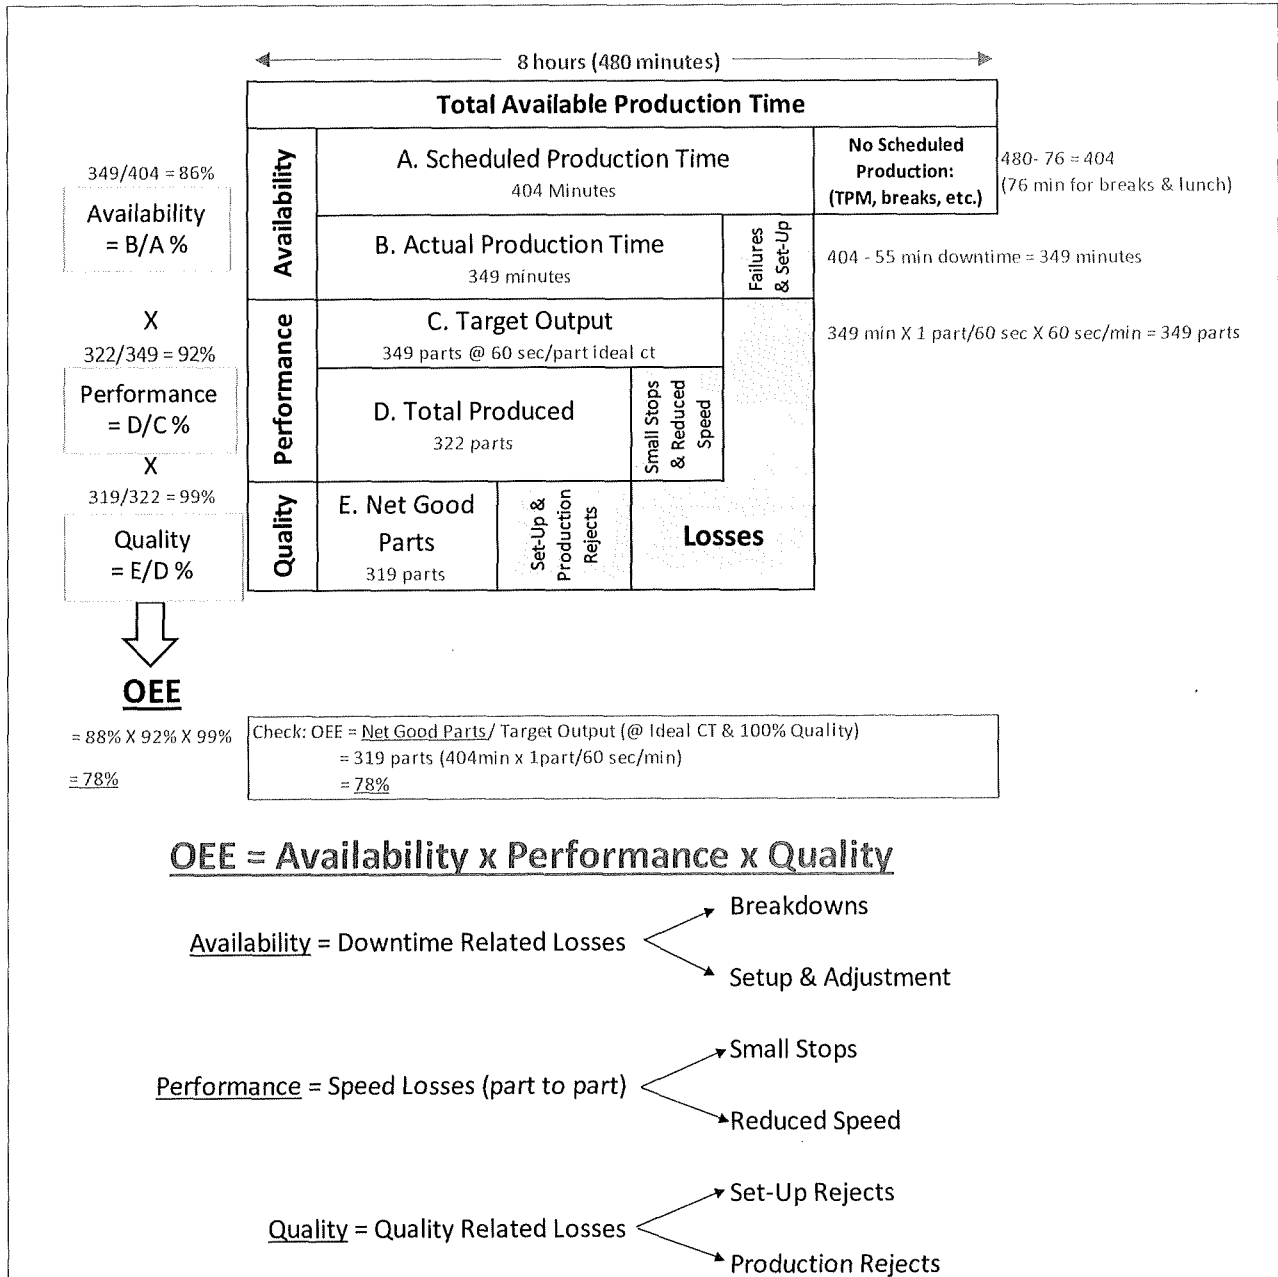 8 hours (480 minutes)
Total Available Production Time
349/404 = 86%
Availability
= B/A %
X
322/349 = 92%
Performance
= D/C %
X
319/322 = 99%
Quality
= E/D %
Availability
A. Scheduled Production Time
404 Minutes
No Scheduled
Production:
(TPM, breaks, etc.)
480- 76 = 404
(76 min for breaks & lunch)
B. Actual Production Time
349 minutes
Failures
& Set-Up
404 - 55 min downtime = 349 minutes
Performance
C. Target Output
349 parts @ 60 sec/part ideal ct
349 min X 1 part/60 sec X 60 sec/min = 349 parts
D. Total Produced
322 parts
Small Stops
& Reduced
Speed
Quality
E. Net Good
Parts
319 parts
Set-Up &
Production
Rejects
Losses
OEE
= 88% X 92% X 99%
= 78%
Check: OEE = Net Good Parts/ Target Output (@ Ideal CT & 100% Quality)
= 319 parts (404min x 1part/60 sec/min)
= 78%
OEE = Availability x Performance x Quality
Availability = Downtime Related Losses
Breakdowns
Setup & Adjustment
Performance = Speed Losses (part to part)
Small Stops
Reduced Speed
Quality = Quality Related Losses
Set-Up Rejects
Production Rejects